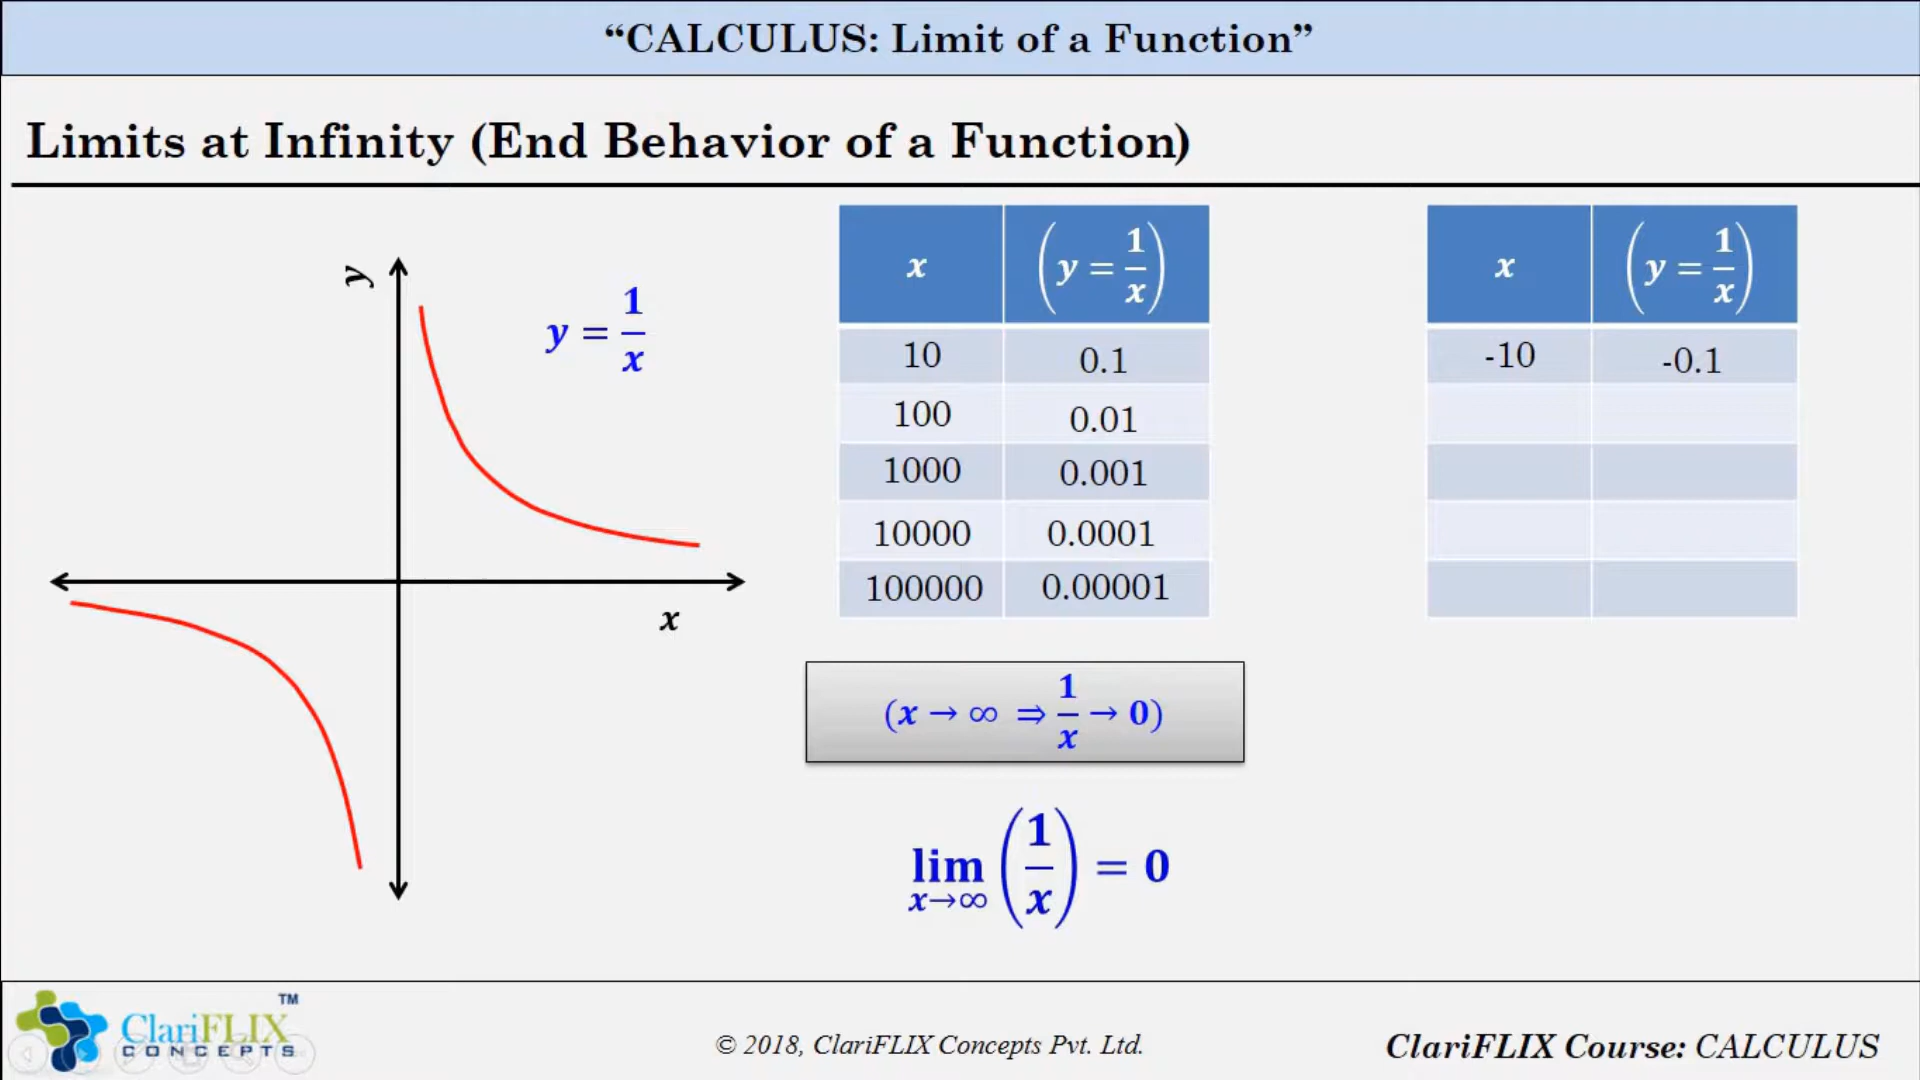 “CALCULUS: Limit of a Function”
Limits at Infinity (End Behavior of a Function)
y
y = 1/x
x
x (y = 1/x)
10 0.1
100 0.01
1000 0.001
10000 0.0001
100000 0.00001
(x → ∞ ⇒ 1/x → 0)
lim x→∞ (1/x) = 0
x (y = 1/x)
-10 -0.1
ClariFLIX TM
CONCEPTS
© 2018, ClariFLIX Concepts Pvt. Ltd.
ClariFLIX Course: CALCULUS